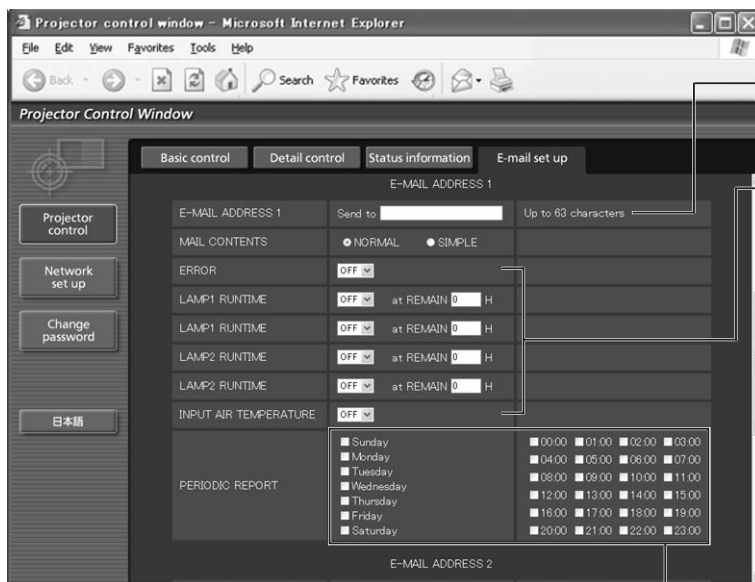 Projector control window - Microsoft Internet Explorer
File Edit View Favorites Tools Help
Back Search Favorites
Projector Control Window
Basic control Detail control Status information E-mail set up
E-MAIL ADDRESS 1
E-MAIL ADDRESS 1 Send to Up to 63 characters
Projector control
MAIL CONTENTS NORMAL SIMPLE
ERROR OFF
Network set up
LAMP1 RUNTIME OFF at REMAIN 0 H
LAMP1 RUNTIME OFF at REMAIN 0 H
Change password
LAMP2 RUNTIME OFF at REMAIN 0 H
LAMP2 RUNTIME OFF at REMAIN 0 H
日本語
INPUT AIR TEMPERATURE OFF
PERIODIC REPORT
Sunday 00:00 01:00 02:00 03:00
Monday 04:00 05:00 06:00 07:00
Tuesday 08:00 09:00 10:00 11:00
Wednesday 12:00 13:00 14:00 15:00
Thursday 16:00 17:00 18:00 19:00
Friday 20:00 21:00 22:00 23:00
Saturday
E-MAIL ADDRESS 2